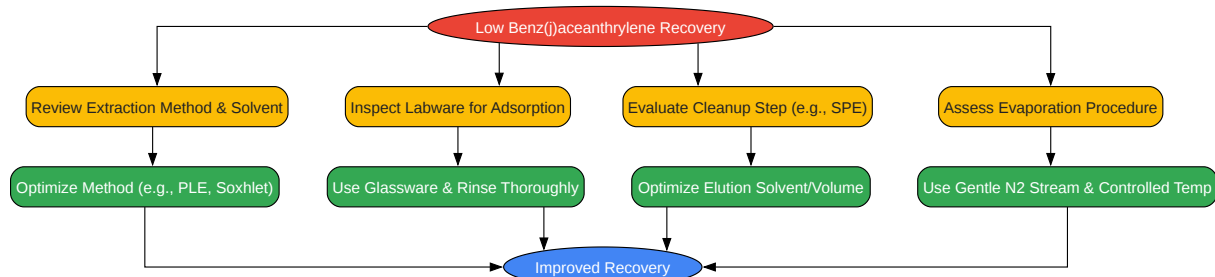 Low Benz(j)aceanthrylene Recovery
Review Extraction Method & Solvent
Inspect Labware for Adsorption
Evaluate Cleanup Step (e.g., SPE)
Assess Evaporation Procedure
Optimize Method (e.g., PLE, Soxhlet)
Use Glassware & Rinse Thoroughly
Optimize Elution Solvent/Volume
Use Gentle N2 Stream & Controlled Temp
Improved Recovery